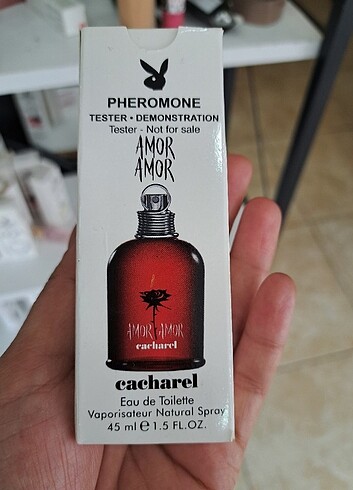 PHEROMONE
TESTER • DEMONSTRATION
Tester - Not for sale
AMOR
AMOR
AMOR AMOR
cacharel
cacharel
Eau de Toilette
Vaporisateur Natural Spray
45 ml ℮ 1.5 FL.OZ.